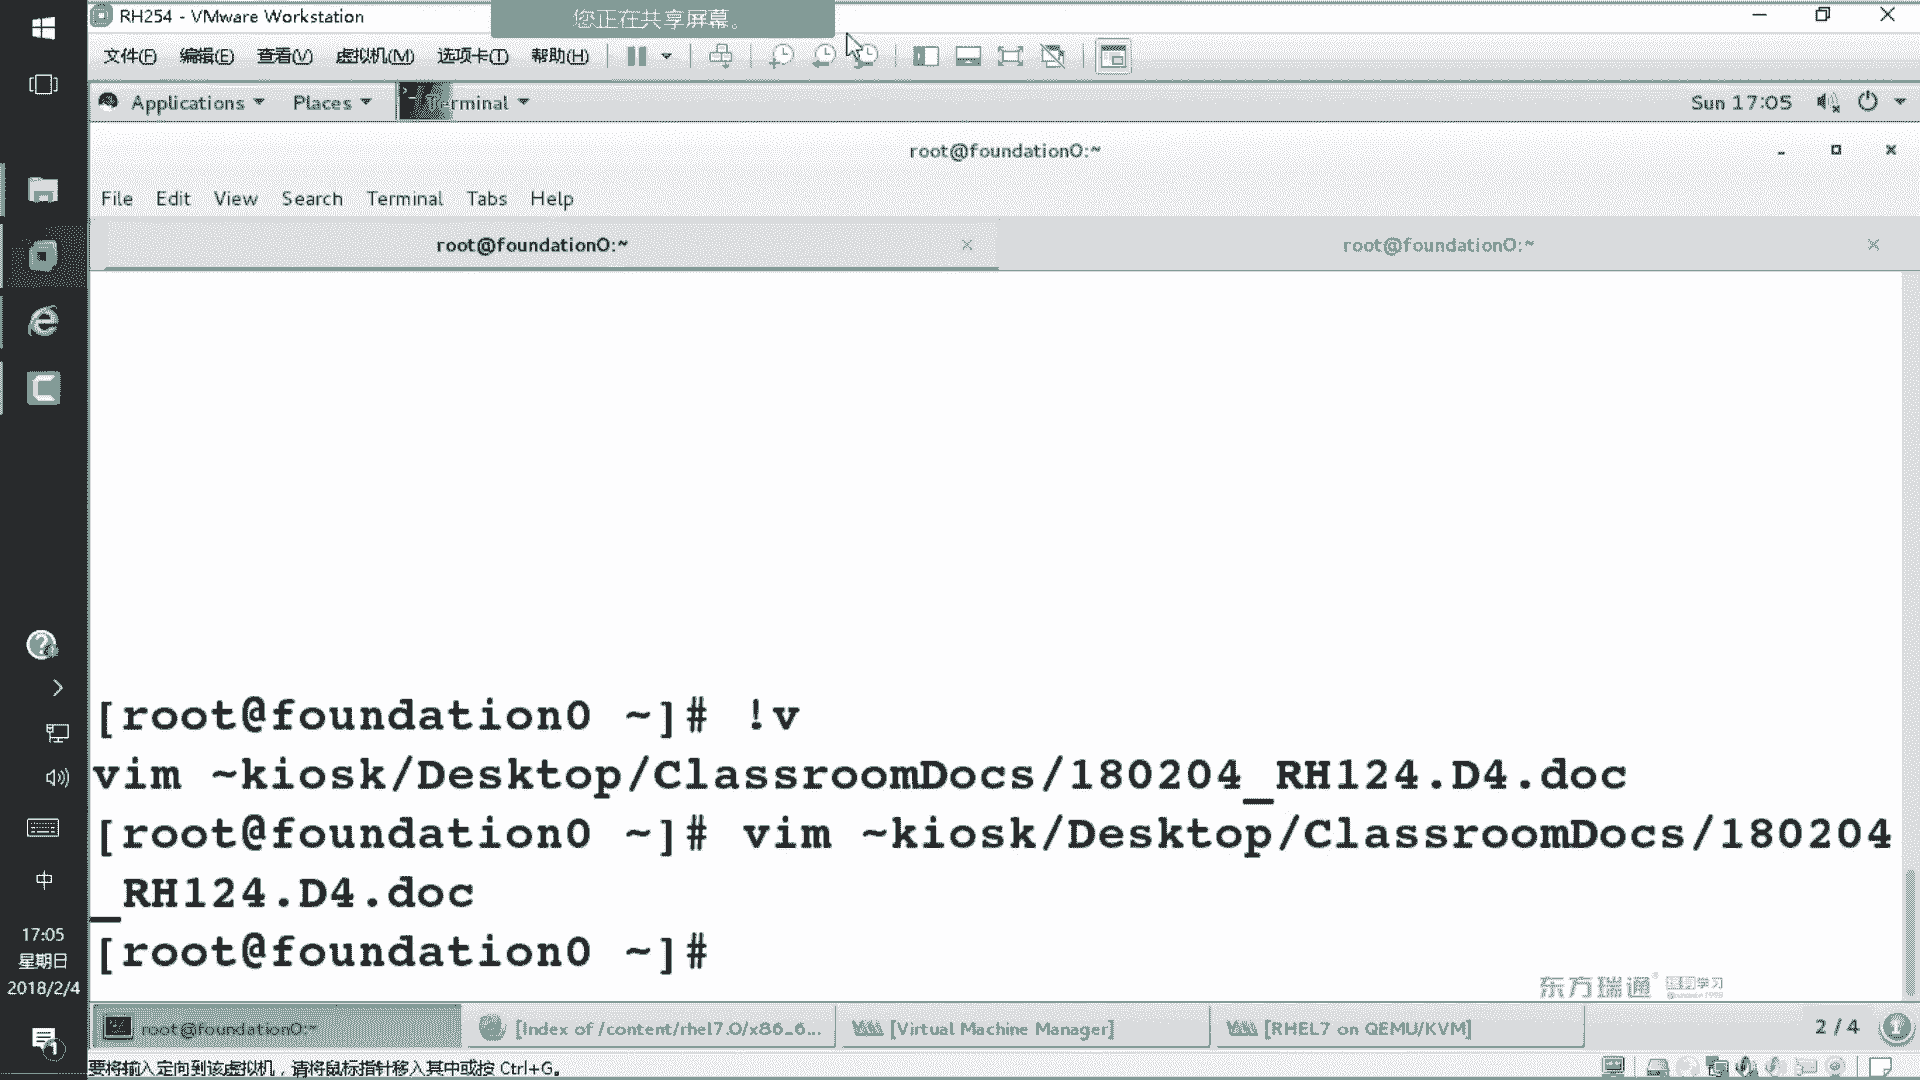 RH254 - VMware Workstation
您正在共享屏幕。
文件(F) 编辑(E) 查看(V) 虚拟机(M) 选项卡(T) 帮助(H)
Applications Places Terminal Sun 17:05
root@foundation0:~
File Edit View Search Terminal Tabs Help
root@foundation0:~ root@foundation0:~
[root@foundation0 ~]# !v
vim ~kiosk/Desktop/ClassroomDocs/180204_RH124.D4.doc
[root@foundation0 ~]# vim ~kiosk/Desktop/ClassroomDocs/180204
_RH124.D4.doc
[root@foundation0 ~]#
中
17:05
星期日
2018/2/4
东方瑞通
root@foundation0:~ [Index of /content/rhel7.0/x86_6... [Virtual Machine Manager] [RHEL7 on QEMU/KVM] 2 / 4
要将输入定向到该虚拟机，请将鼠标指针移入其中或按 Ctrl+G。